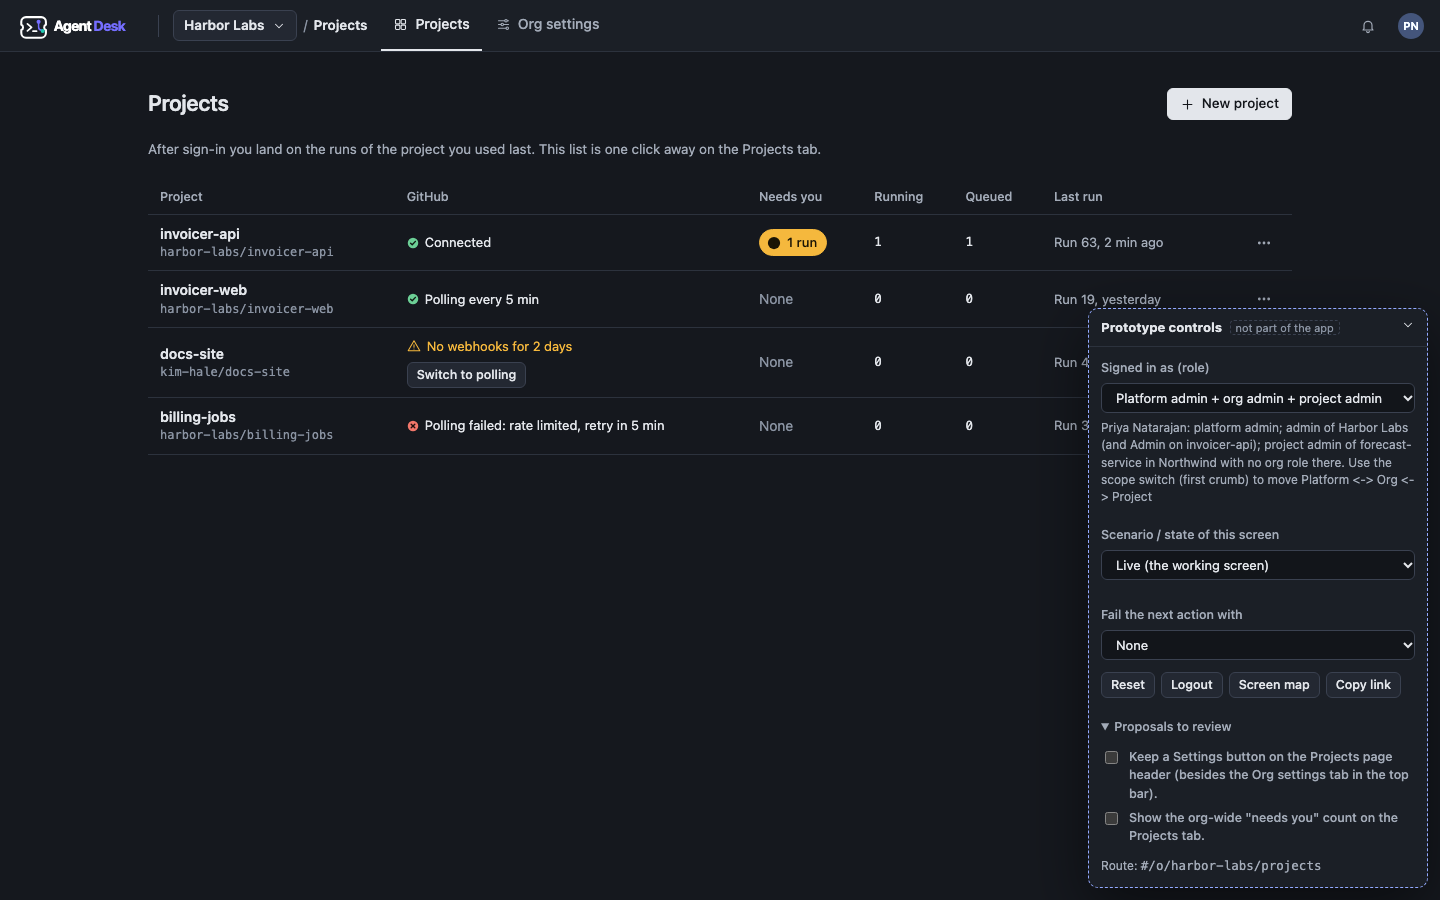 AgentDesk
Harbor Labs / Projects
Projects
Org settings
PN
Projects
New project
After sign-in you land on the runs of the project you used last. This list is one click away on the Projects tab.
Project GitHub Needs you Running Queued Last run
invoicer-api
harbor-labs/invoicer-api
Connected
1 run
1
1
Run 63, 2 min ago
invoicer-web
harbor-labs/invoicer-web
Polling every 5 min
None
0
0
Run 19, yesterday
docs-site
kim-hale/docs-site
No webhooks for 2 days
Switch to polling
None
0
0
Run 4
billing-jobs
harbor-labs/billing-jobs
Polling failed: rate limited, retry in 5 min
None
0
0
Run 3
Prototype controls not part of the app
Signed in as (role)
Platform admin + org admin + project admin
Priya Natarajan: platform admin; admin of Harbor Labs
(and Admin on invoicer-api); project admin of forecast-
service in Northwind with no org role there. Use the
scope switch (first crumb) to move Platform <-> Org <-
> Project
Scenario / state of this screen
Live (the working screen)
Fail the next action with
None
Reset Logout Screen map Copy link
▼ Proposals to review
Keep a Settings button on the Projects page
header (besides the Org settings tab in the top
bar).
Show the org-wide "needs you" count on the
Projects tab.
Route: #/o/harbor-labs/projects